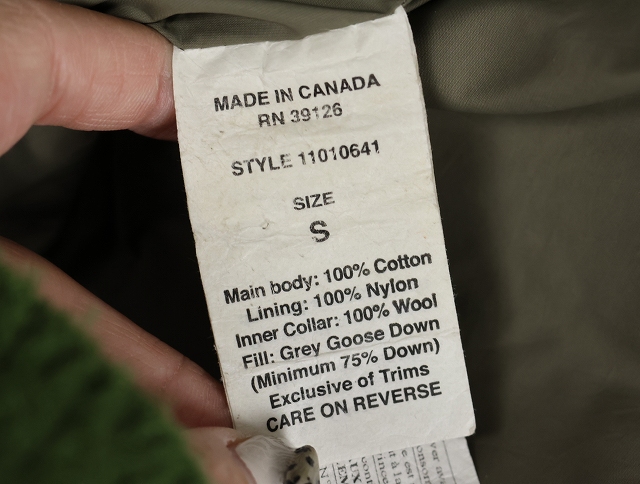 MADE IN CANADA
RN 39126
STYLE 11010641
SIZE
S
Main body: 100% Cotton
Lining: 100% Nylon
Inner Collar: 100% Wool
Fill: Grey Goose Down
(Minimum 75% Down)
Exclusive of Trims
CARE ON REVERSE